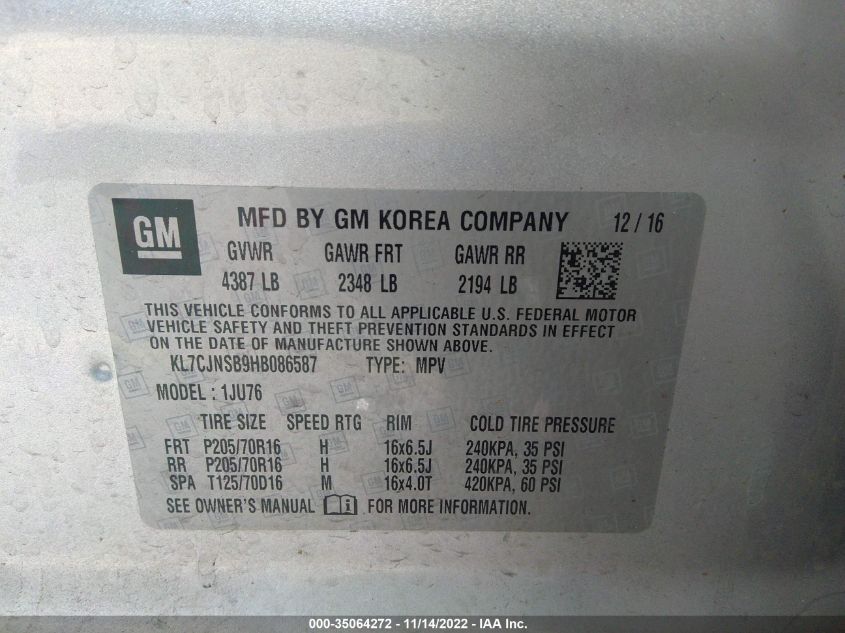 GM MFD BY GM KOREA COMPANY 12 / 16
GVWR GAWR FRT GAWR RR
4387 LB 2348 LB 2194 LB
THIS VEHICLE CONFORMS TO ALL APPLICABLE U.S. FEDERAL MOTOR
VEHICLE SAFETY AND THEFT PREVENTION STANDARDS IN EFFECT
ON THE DATE OF MANUFACTURE SHOWN ABOVE.
KL7CJNSB9HB086587 TYPE: MPV
MODEL : 1JU76
TIRE SIZE SPEED RTG RIM COLD TIRE PRESSURE
FRT P205/70R16 H 16x6.5J 240KPA, 35 PSI
RR P205/70R16 H 16x6.5J 240KPA, 35 PSI
SPA T125/70D16 M 16x4.0T 420KPA, 60 PSI
SEE OWNER'S MANUAL FOR MORE INFORMATION.
000-35064272 - 11/14/2022 - IAA Inc.